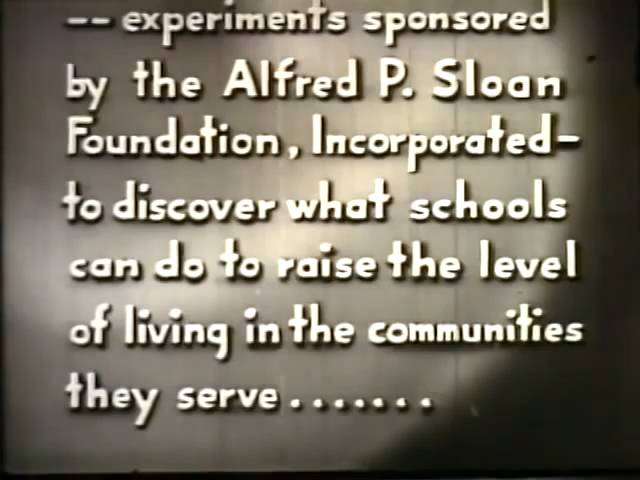 -- experiments sponsored
by the Alfred P. Sloan
Foundation, Incorporated-
to discover what schools
can do to raise the level
of living in the communities
they serve.......